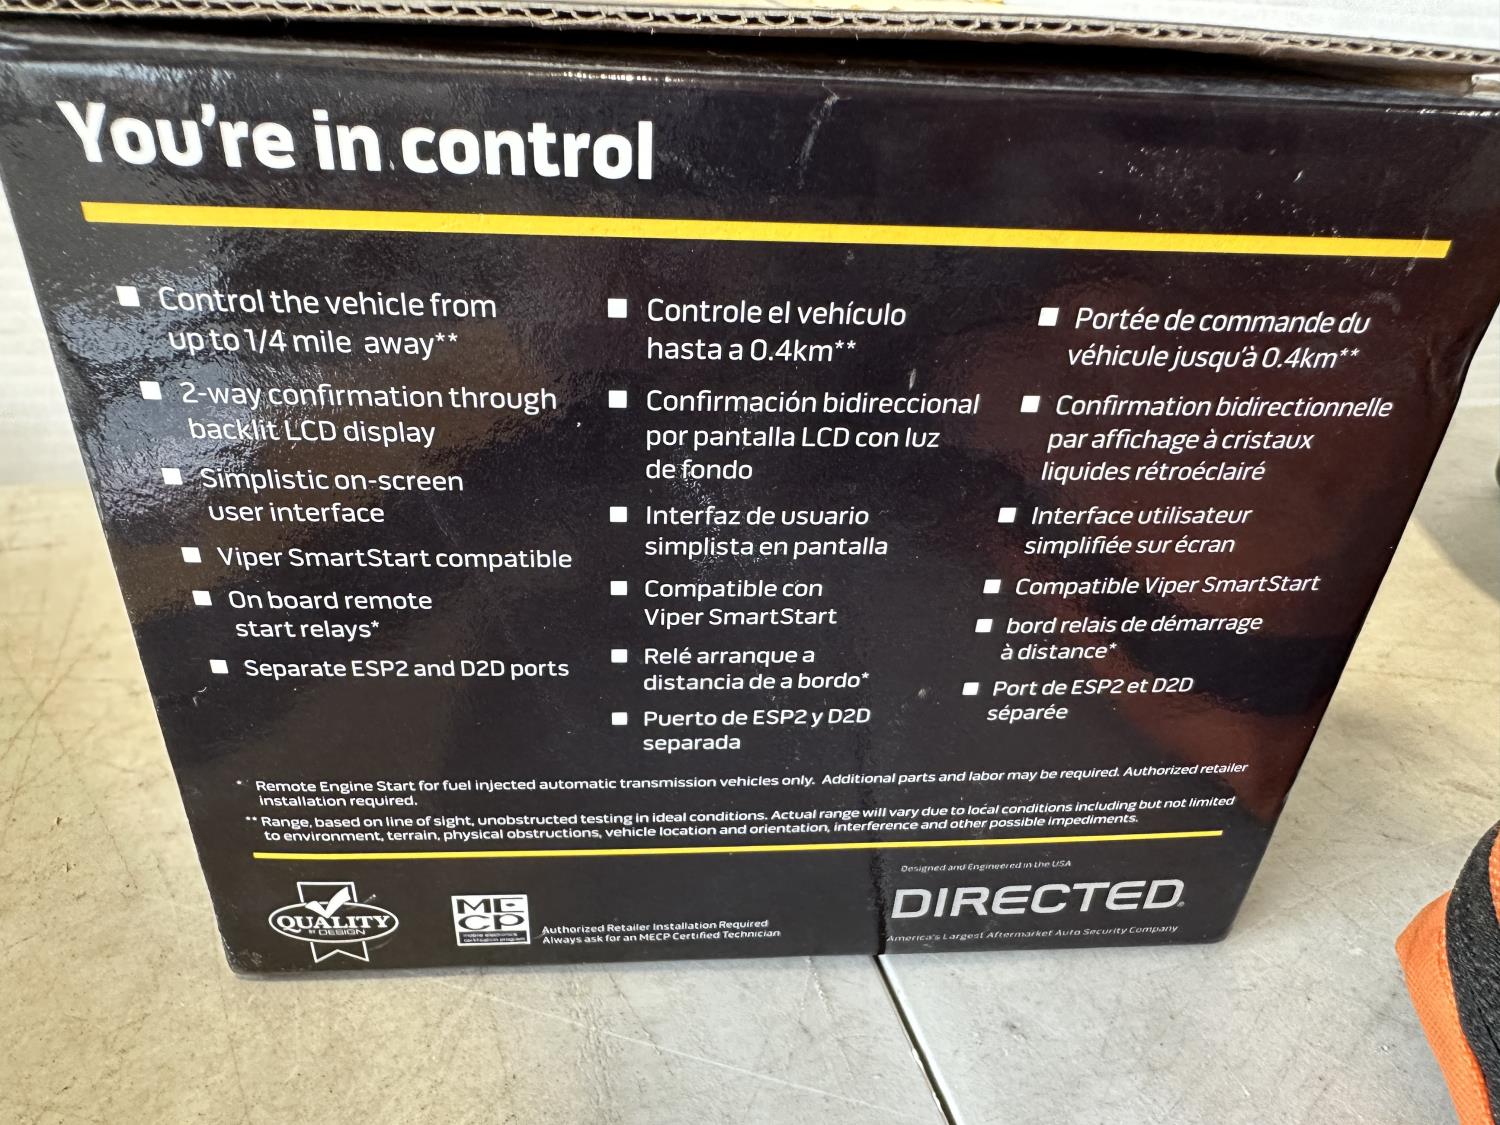 You're in control
Control the vehicle from
up to 1/4 mile away**
2-way confirmation through
backlit LCD display
Simplistic on-screen
user interface
Viper SmartStart compatible
On board remote
start relays*
Separate ESP2 and D2D ports
Controle el vehículo
hasta a 0.4km**
Confirmación bidireccional
por pantalla LCD con luz
de fondo
Interfaz de usuario
simplista en pantalla
Compatible con
Viper SmartStart
Relé arranque a
distancia de a bordo*
Puerto de ESP2 y D2D
separada
Portée de commande du
véhicule jusqu'à 0.4km**
Confirmation bidirectionnelle
par affichage à cristaux
liquides rétroéclairé
Interface utilisateur
simplifiée sur écran
Compatible Viper SmartStart
bord relais de démarrage
à distance*
Port de ESP2 et D2D
séparée
* Remote Engine Start for fuel injected automatic transmission vehicles only. Additional parts and labor may be required. Authorized retailer
installation required.
** Range, based on line of sight, unobstructed testing in ideal conditions. Actual range will vary due to local conditions including but not limited
to environment, terrain, physical obstructions, vehicle location and orientation, interference and other possible impediments.
QUALITY
BY DESIGN
ME
CP
mobile electronics
certification program
Authorized Retailer Installation Required
Always ask for an MECP Certified Technician
Designed and Engineered in the USA
DIRECTED®
America's Largest Aftermarket Auto Security Company